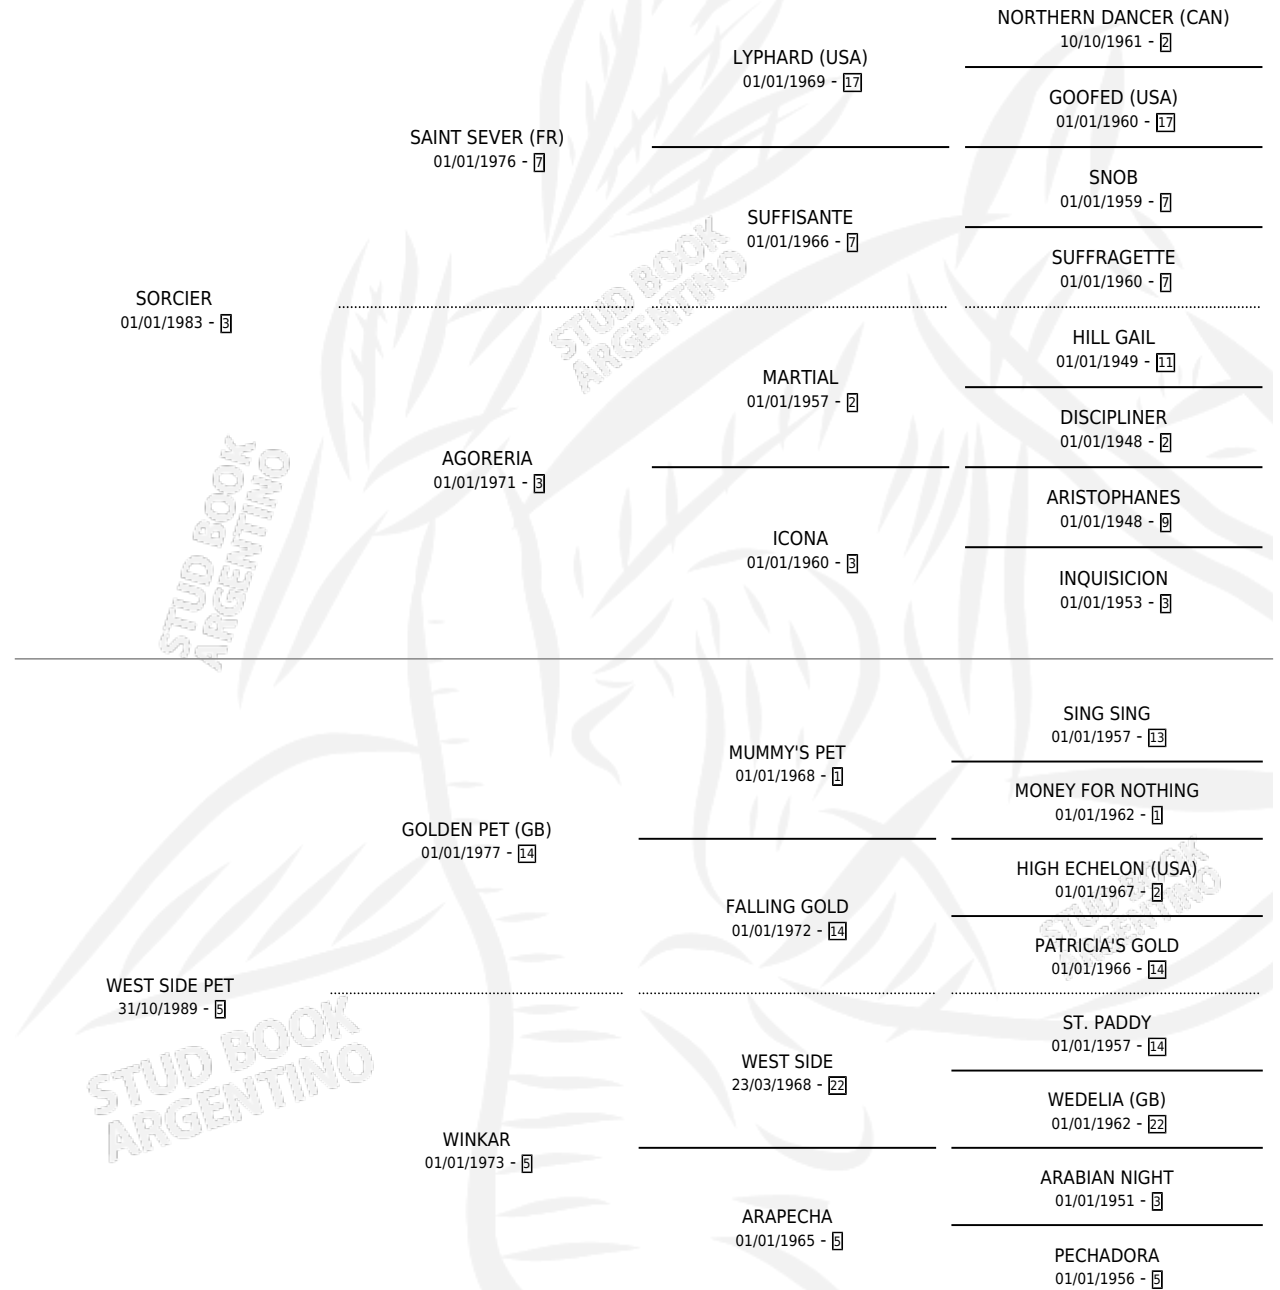 NORTHERN DANCER (CAN)
10/10/1961 - 2
LYPHARD (USA)
01/01/1969 - 17
GOOFED (USA)
01/01/1960 - 17
SAINT SEVER (FR)
01/01/1976 - 7
SNOB
01/01/1959 - 7
SUFFISANTE
01/01/1966 - 7
SUFFRAGETTE
01/01/1960 - 7
SORCIER
01/01/1983 - 3
HILL GAIL
01/01/1949 - 11
MARTIAL
01/01/1957 - 2
DISCIPLINER
01/01/1948 - 2
AGORERIA
01/01/1971 - 3
ARISTOPHANES
01/01/1948 - 9
ICONA
01/01/1960 - 3
INQUISICION
01/01/1953 - 3
STUD BOOK
ARGENTINO
STUD BOOK
ARGENTINO
SING SING
01/01/1957 - 13
MUMMY'S PET
01/01/1968 - 1
MONEY FOR NOTHING
01/01/1962 - 1
GOLDEN PET (GB)
01/01/1977 - 14
HIGH ECHELON (USA)
01/01/1967 - 2
FALLING GOLD
01/01/1972 - 14
PATRICIA'S GOLD
01/01/1966 - 14
WEST SIDE PET
31/10/1989 - 5
ST. PADDY
01/01/1957 - 14
WEST SIDE
23/03/1968 - 22
WEDELIA (GB)
01/01/1962 - 22
WINKAR
01/01/1973 - 5
ARABIAN NIGHT
01/01/1951 - 3
ARAPECHA
01/01/1965 - 5
PECHADORA
01/01/1956 - 5
STUD BOOK
ARGENTINO
STUD BOOK
ARGENTINO